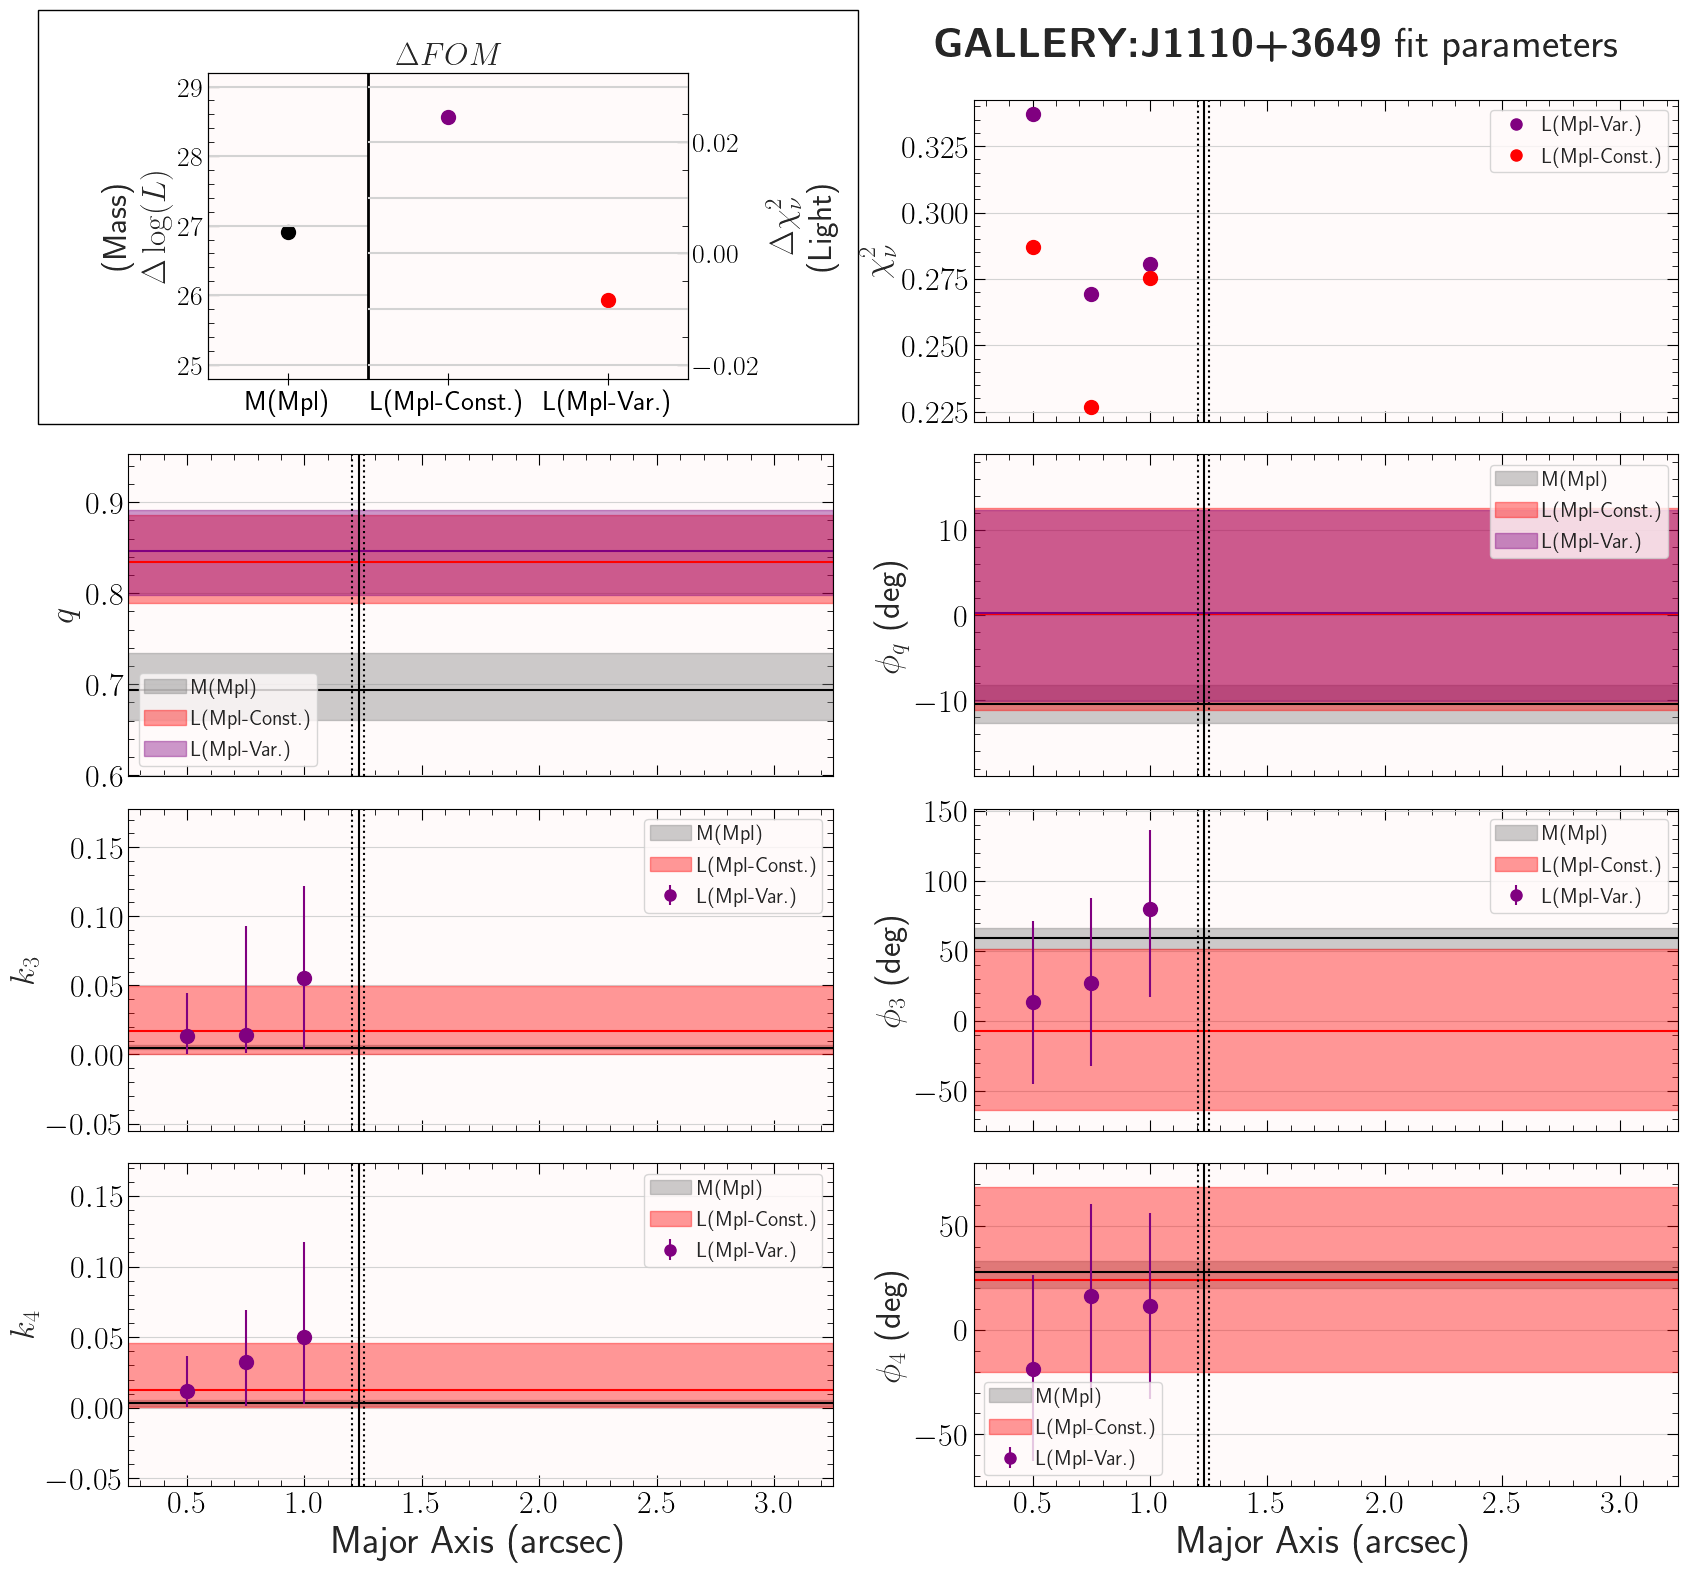 GALLERY:J1110+3649 fit parameters
ΔFOM
(Mass)
Δ log(L)
29
28
27
26
25
0.02
0.00
−0.02
Δχ²ν
(Light)
M(Mpl)
L(Mpl-Const.)
L(Mpl-Var.)
χ²ν
0.325
0.300
0.275
0.250
0.225
L(Mpl-Var.)
L(Mpl-Const.)
q
0.9
0.8
0.7
0.6
M(Mpl)
L(Mpl-Const.)
L(Mpl-Var.)
ϕq (deg)
10
0
−10
M(Mpl)
L(Mpl-Const.)
L(Mpl-Var.)
k3
0.15
0.10
0.05
0.00
−0.05
M(Mpl)
L(Mpl-Const.)
L(Mpl-Var.)
ϕ3 (deg)
150
100
50
0
−50
M(Mpl)
L(Mpl-Const.)
L(Mpl-Var.)
k4
0.15
0.10
0.05
0.00
−0.05
M(Mpl)
L(Mpl-Const.)
L(Mpl-Var.)
0.5 1.0 1.5 2.0 2.5 3.0
Major Axis (arcsec)
ϕ4 (deg)
50
0
−50
M(Mpl)
L(Mpl-Const.)
L(Mpl-Var.)
0.5 1.0 1.5 2.0 2.5 3.0
Major Axis (arcsec)